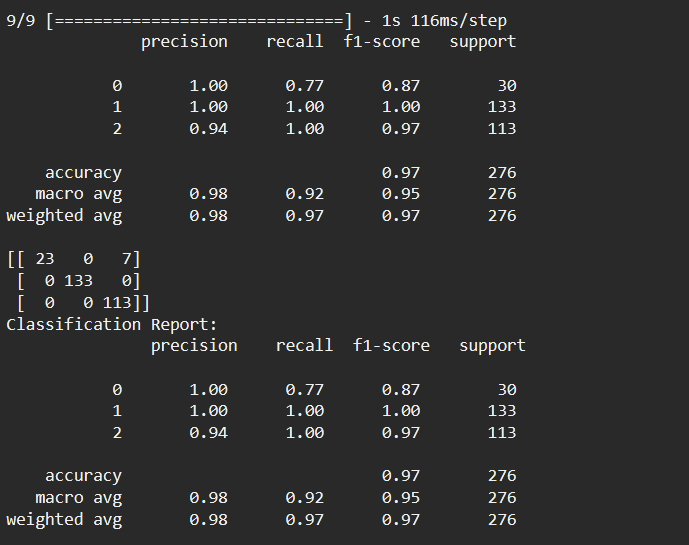 9/9 [==============================] - 1s 116ms/step
              precision    recall  f1-score   support

           0       1.00      0.77      0.87        30
           1       1.00      1.00      1.00       133
           2       0.94      1.00      0.97       113

    accuracy                           0.97       276
   macro avg       0.98      0.92      0.95       276
weighted avg       0.98      0.97      0.97       276

[[ 23   0   7]
 [  0 133   0]
 [  0   0 113]]
Classification Report:
               precision    recall  f1-score   support

           0       1.00      0.77      0.87        30
           1       1.00      1.00      1.00       133
           2       0.94      1.00      0.97       113

    accuracy                           0.97       276
   macro avg       0.98      0.92      0.95       276
weighted avg       0.98      0.97      0.97       276